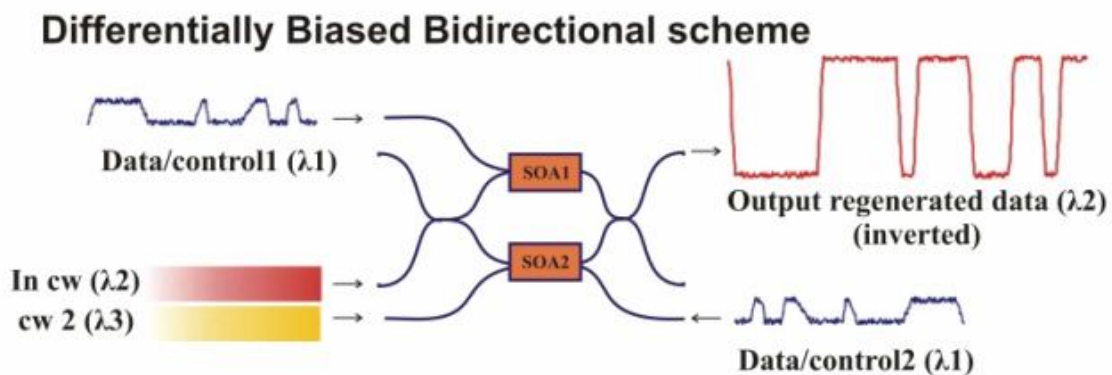 Differentially Biased Bidirectional scheme
Data/control1 (λ1)
SOA1
Output regenerated data (λ2)
(inverted)
SOA2
In cw (λ2)
cw 2 (λ3)
Data/control2 (λ1)